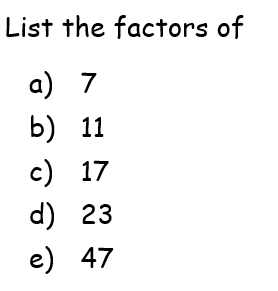 List the factors of
a) 7
b) 11
c) 17
d) 23
e) 47